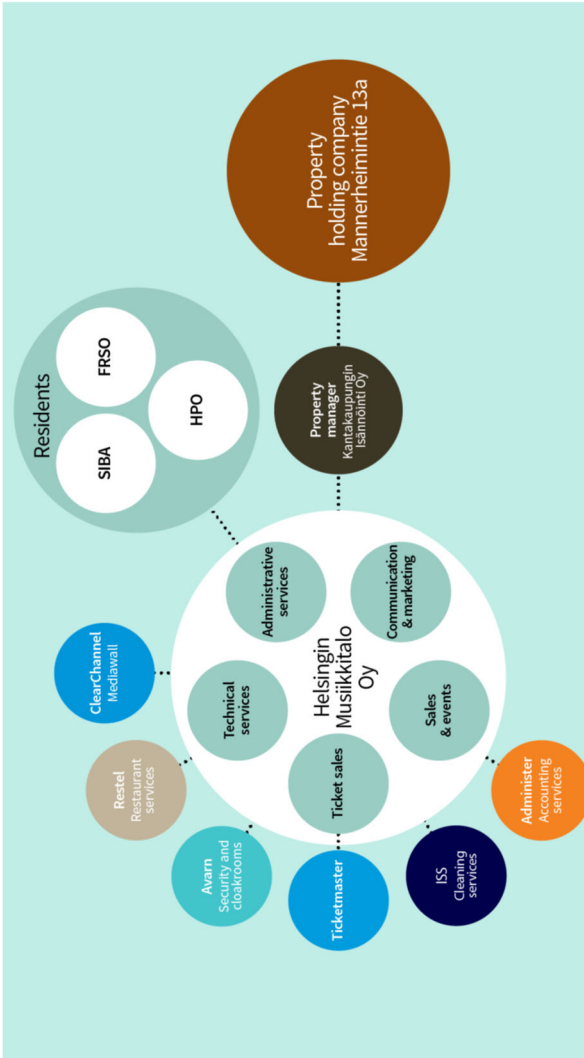 Residents
SIBA
FRSO
HPO
Property
holding company
Mannerheimintie 13a
Property
manager
Kantakaupungin
Isännöinti Oy
ClearChannel
Mediawall
Restel
Restaurant
services
Avarn
Security and
cloakrooms
Ticketmaster
ISS
Cleaning
services
Administer
Accounting
services
Helsingin
Musiikkitalo
Oy
Technical
services
Administrative
services
Ticket sales
Sales
& events
Communication
& marketing